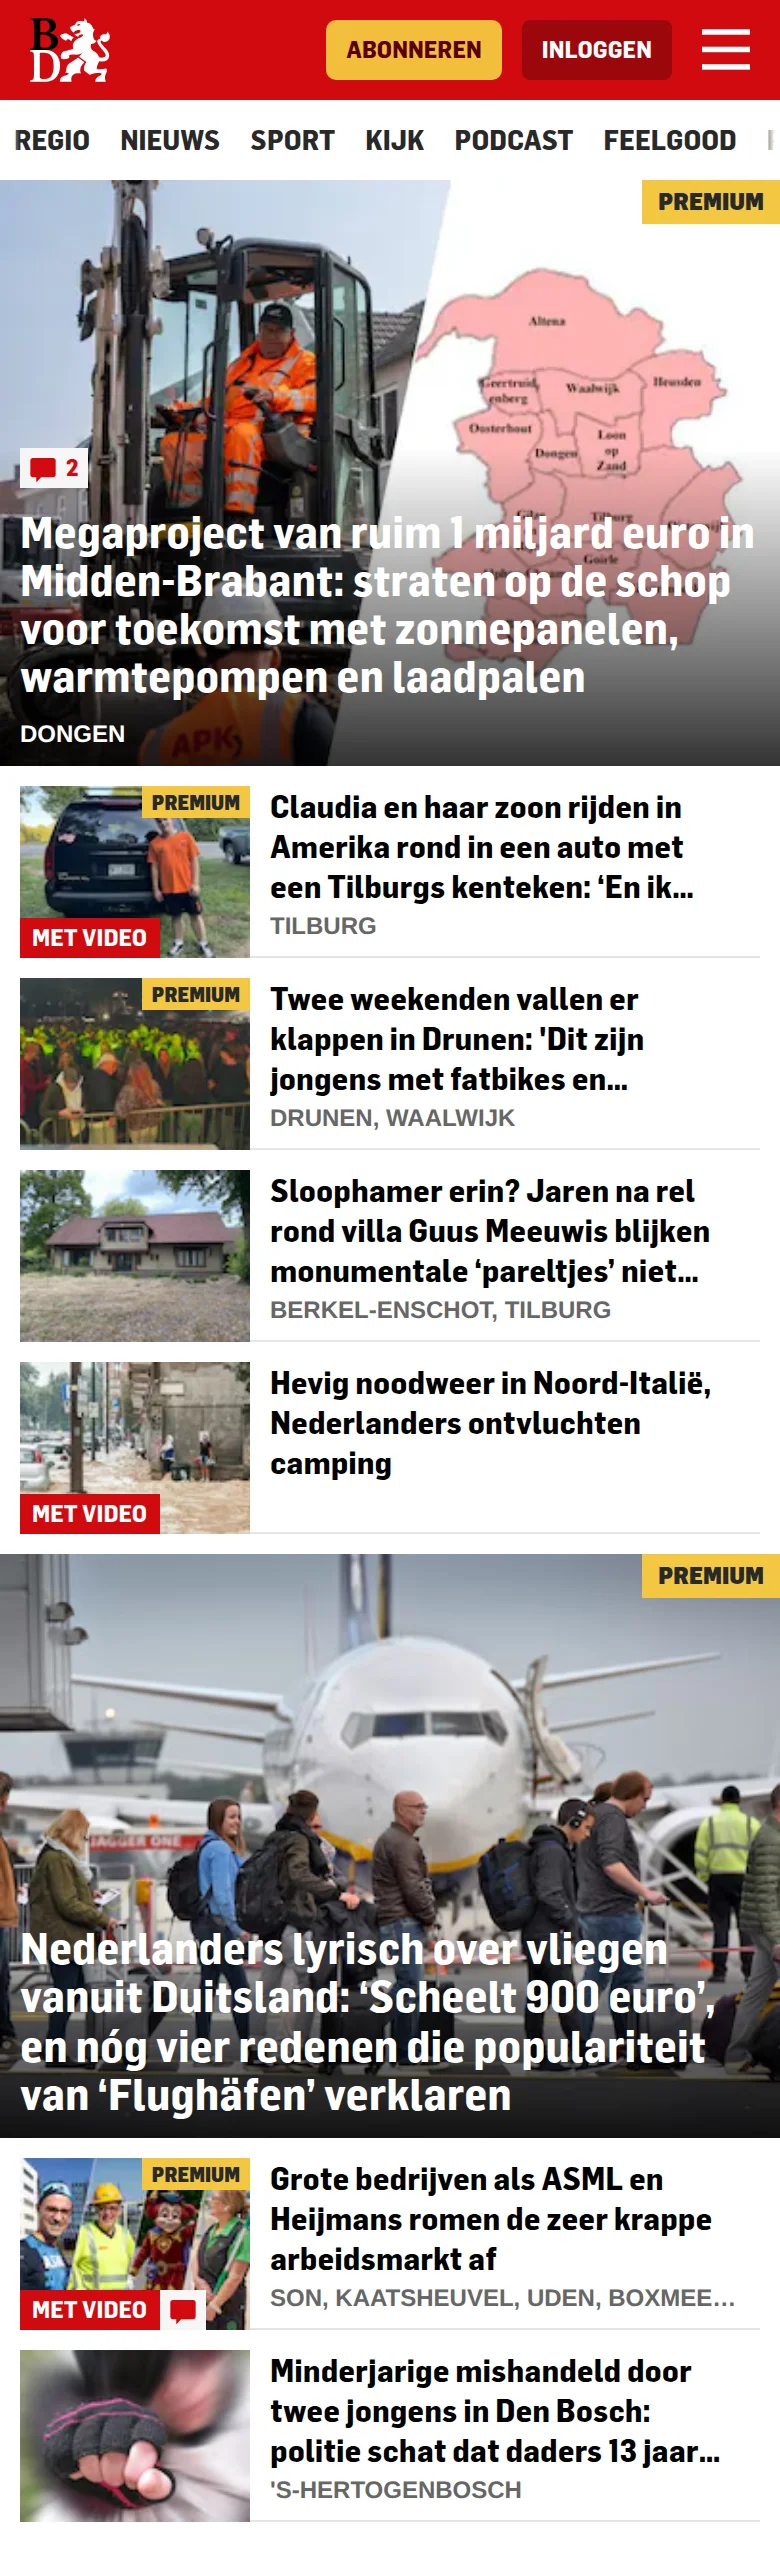 B
D
ABONNEREN
INLOGGEN
REGIO NIEUWS SPORT KIJK PODCAST FEELGOOD
PREMIUM
Altena
Geertruid
enberg
Waalwijk
Heusden
Oosterhout
Dongen
Loon
op
Zand
Tilburg
Goirle
2
Megaproject van ruim 1 miljard euro in
Midden-Brabant: straten op de schop
voor toekomst met zonnepanelen,
warmtepompen en laadpalen
APK
DONGEN
PREMIUM
MET VIDEO
Claudia en haar zoon rijden in
Amerika rond in een auto met
een Tilburgs kenteken: ‘En ik...
TILBURG
PREMIUM
Twee weekenden vallen er
klappen in Drunen: 'Dit zijn
jongens met fatbikes en...
DRUNEN, WAALWIJK
Sloophamer erin? Jaren na rel
rond villa Guus Meeuwis blijken
monumentale ‘pareltjes’ niet...
BERKEL-ENSCHOT, TILBURG
MET VIDEO
Hevig noodweer in Noord-Italië,
Nederlanders ontvluchten
camping
PREMIUM
JAGGER ONE
Nederlanders lyrisch over vliegen
vanuit Duitsland: ‘Scheelt 900 euro’,
en nóg vier redenen die populariteit
van ‘Flughäfen’ verklaren
PREMIUM
MET VIDEO
Grote bedrijven als ASML en
Heijmans romen de zeer krappe
arbeidsmarkt af
SON, KAATSHEUVEL, UDEN, BOXMEE...
Minderjarige mishandeld door
twee jongens in Den Bosch:
politie schat dat daders 13 jaar...
'S-HERTOGENBOSCH